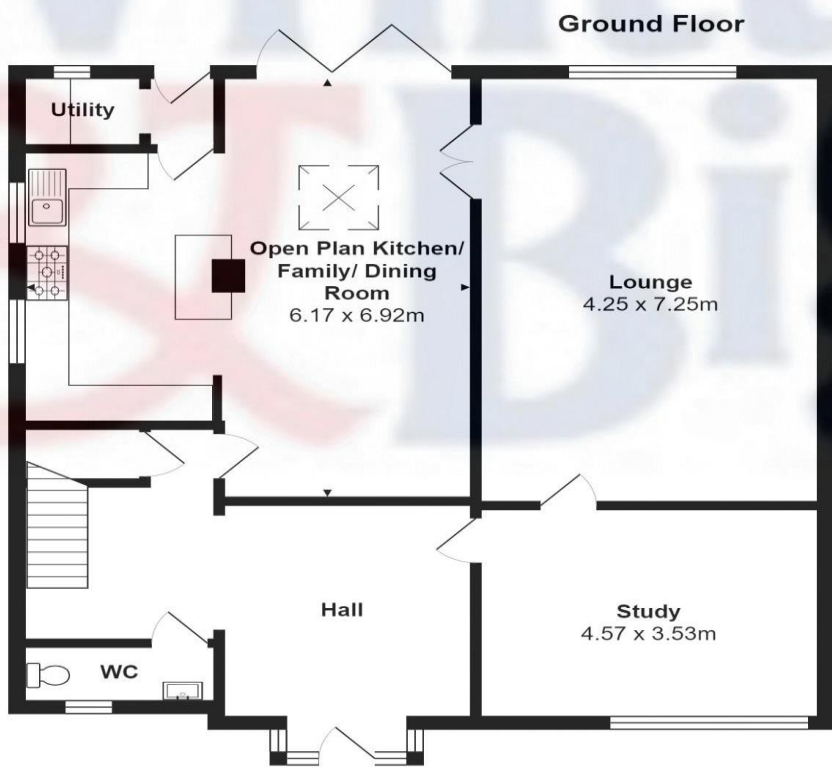 Ground Floor
Utility
Open Plan Kitchen/
Family/ Dining
Room
6.17 x 6.92m
Lounge
4.25 x 7.25m
Hall
Study
4.57 x 3.53m
WC